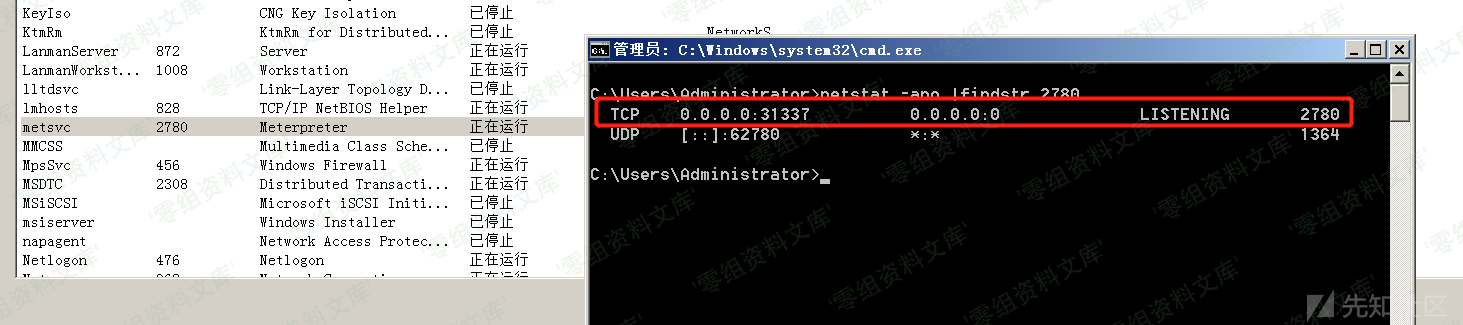 KeyIso CNG Key Isolation 已停止
KtmRm KtmRm for Distributed... 已停止 NetworkS
LanmanServer 872 Server 正在运行
LanmanWorkst... 1008 Workstation 正在运行
lltdsvc Link-Layer Topology D... 已停止
lmhosts 828 TCP/IP NetBIOS Helper 正在运行
metsvc 2780 Meterpreter 正在运行
MMCSS Multimedia Class Sche... 已停止
MpsSvc 456 Windows Firewall 正在运行
MSDTC 2308 Distributed Transacti... 正在运行
MSiSCSI Microsoft iSCSI Initi... 已停止
msiserver Windows Installer 已停止
napagent Network Access Protec... 已停止
Netlogon 476 Netlogon 正在运行
管理员: C:\Windows\system32\cmd.exe
C:\Users\Administrator>netstat -ano |findstr 2780
TCP 0.0.0.0:31337 0.0.0.0:0 LISTENING 2780
UDP [::]:62780 *:* 1364
C:\Users\Administrator>
'零组资料文库'
先知社区